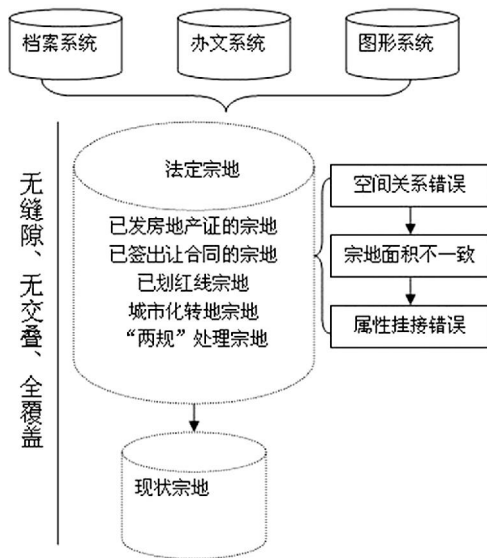 档案系统
办文系统
图形系统
无缝隙、无交叠、全覆盖
法定宗地
已发房地产证的宗地
已签出让合同的宗地
已划红线宗地
城市化转地宗地
“两规”处理宗地
空间关系错误
宗地面积不一致
属性挂接错误
现状宗地